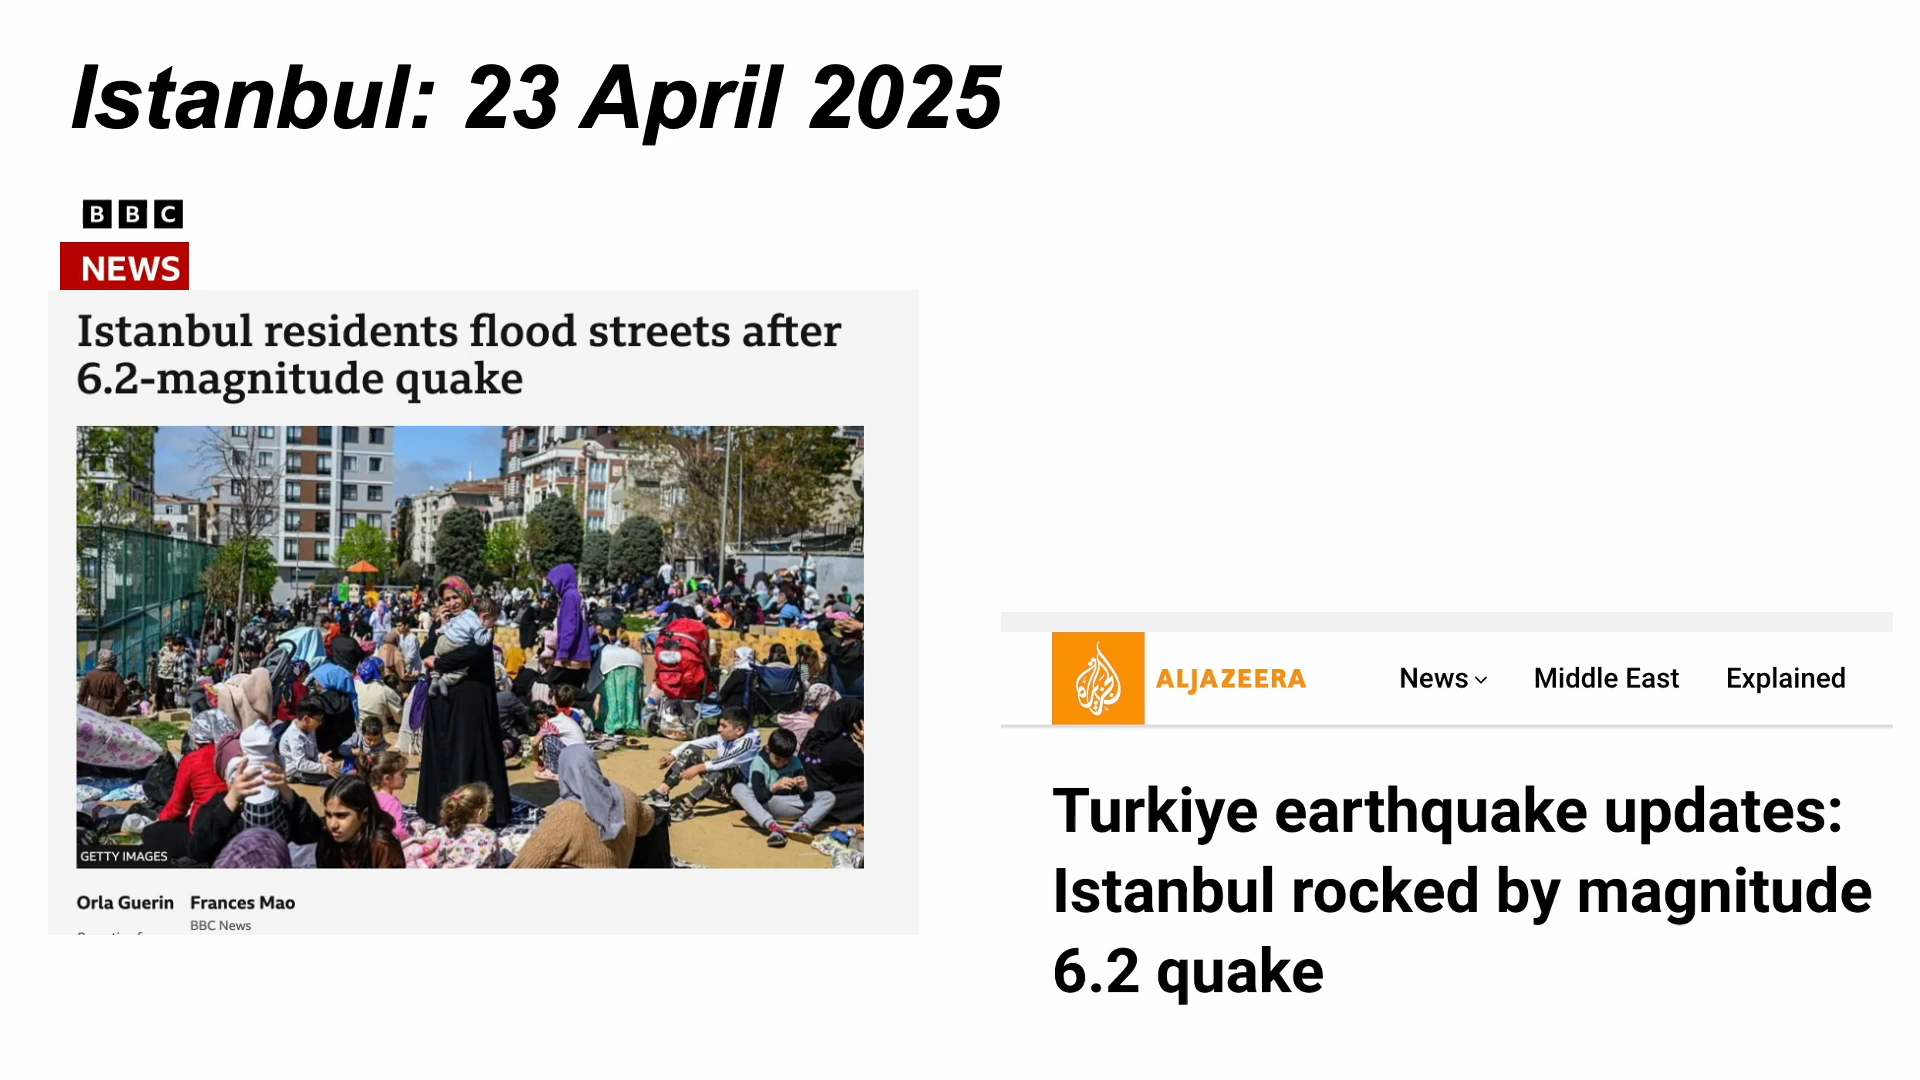 Istanbul: 23 April 2025
BBC
NEWS
Istanbul residents flood streets after
6.2-magnitude quake
GETTY IMAGES
Orla Guerin Frances Mao
BBC News
ALJAZEERA
News Middle East Explained
Turkiye earthquake updates:
Istanbul rocked by magnitude
6.2 quake